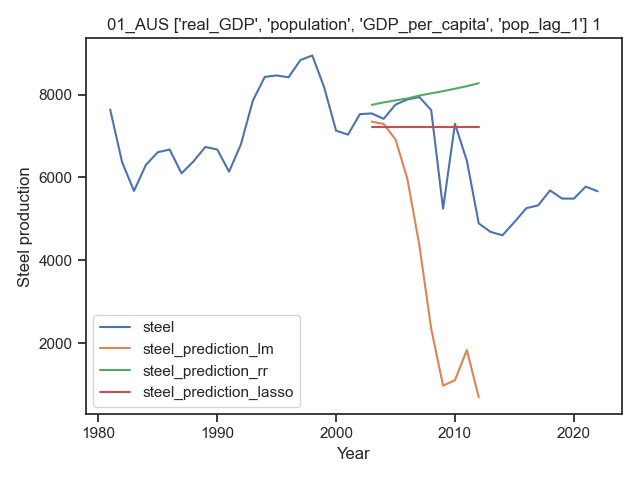 01_AUS ['real_GDP', 'population', 'GDP_per_capita', 'pop_lag_1'] 1
Steel production
8000
6000
4000
2000
steel
steel_prediction_lm
steel_prediction_rr
steel_prediction_lasso
1980
1990
2000
2010
2020
Year